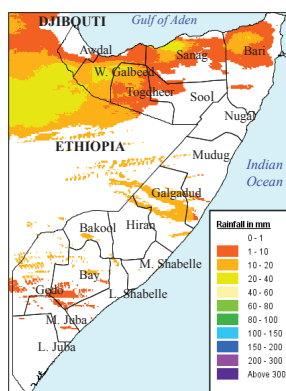 DJIBOUTI
Gulf of Aden
Awdal
Sanag
Bari
W. Galbeed
Togdheer
Sool
Nugal
ETHIOPIA
Mudug
Indian
Ocean
Galgadud
Bakool
Hiran
Bay
M. Shabelle
Gedo
L. Shabelle
M. Juba
L. Juba
Rainfall in mm
0 - 1
1 - 10
10 - 20
20 - 40
40 - 60
60 - 80
80 - 100
100 - 150
150 - 200
200 - 300
Above 300